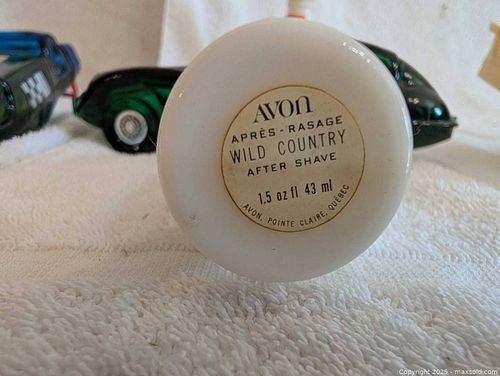 AVON
APRÈS - RASAGE
WILD COUNTRY
AFTER SHAVE
1.5 oz fl 43 ml
AVON, POINTE CLAIRE, QUÉBEC
Copyright 2025 - maxsold.com